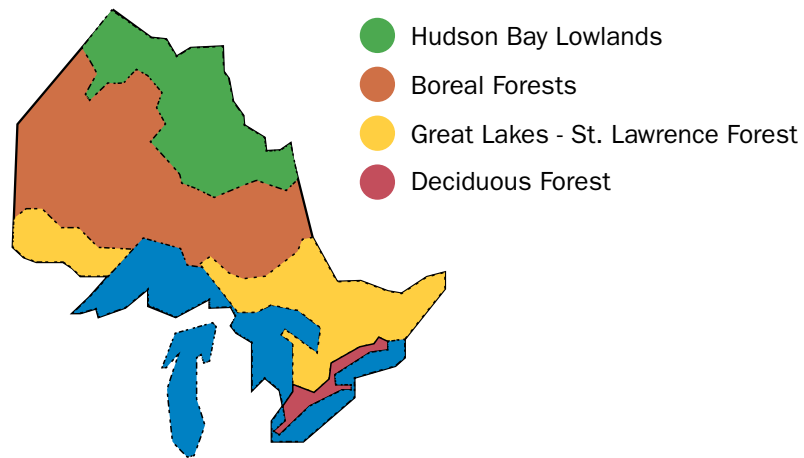 Hudson Bay Lowlands
Boreal Forests
Great Lakes - St. Lawrence Forest
Deciduous Forest